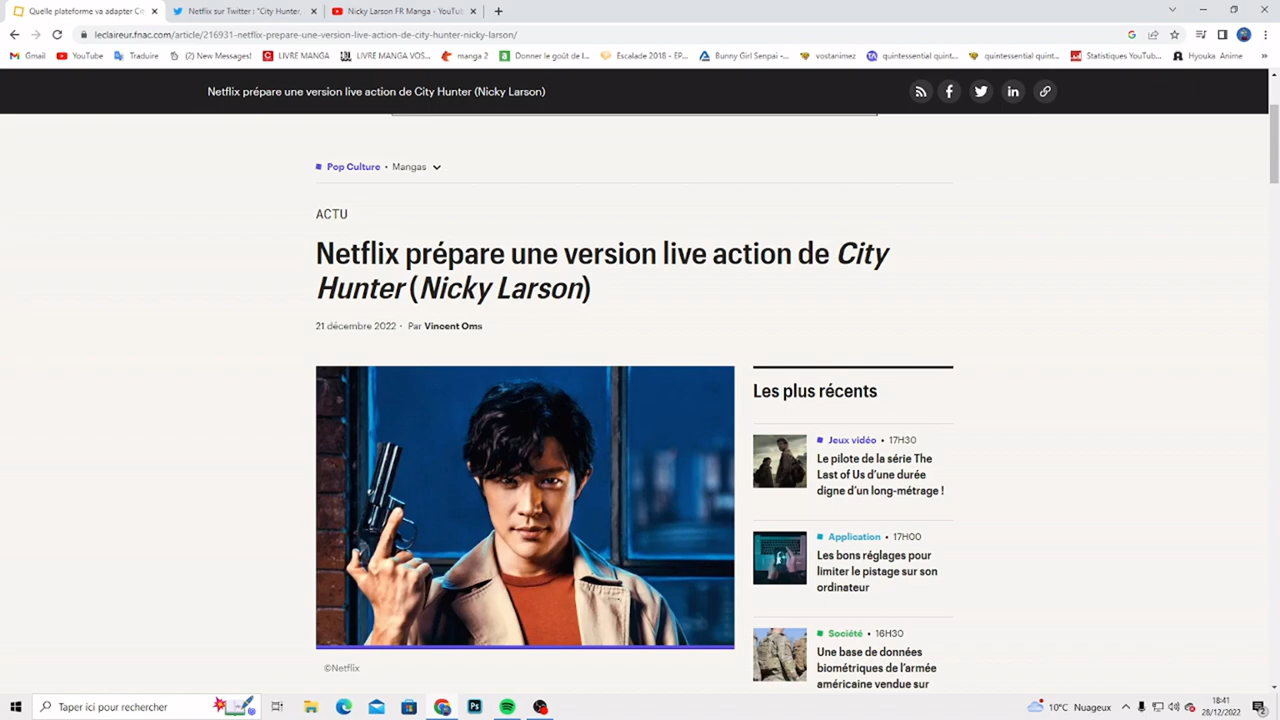 Quelle plateforme va adapter Cit
Netflix sur Twitter : "City Hunter,
Nicky Larson FR Manga - YouTu
leclaireur.fnac.com/article/216931-netflix-prepare-une-version-live-action-de-city-hunter-nicky-larson/
Gmail
YouTube
Traduire
(2) New Messages!
LIVRE MANGA
LIVRE MANGA VOS...
manga 2
Donner le goût de l...
Escalade 2018 - EP...
Bunny Girl Senpai -...
vostanimez
quintessential quint...
quintessential quint...
Statistiques YouTub...
Hyouka Anime
Netflix prépare une version live action de City Hunter (Nicky Larson)
Pop Culture • Mangas
ACTU
Netflix prépare une version live action de City
Hunter (Nicky Larson)
21 décembre 2022 • Par Vincent Oms
©Netflix
Les plus récents
Jeux vidéo • 17H30
Le pilote de la série The
Last of Us d'une durée
digne d'un long-métrage !
Application • 17H00
Les bons réglages pour
limiter le pistage sur son
ordinateur
Société • 16H30
Une base de données
biométriques de l'armée
américaine vendue sur
Taper ici pour rechercher
10°C Nuageux
18:41
28/12/2022